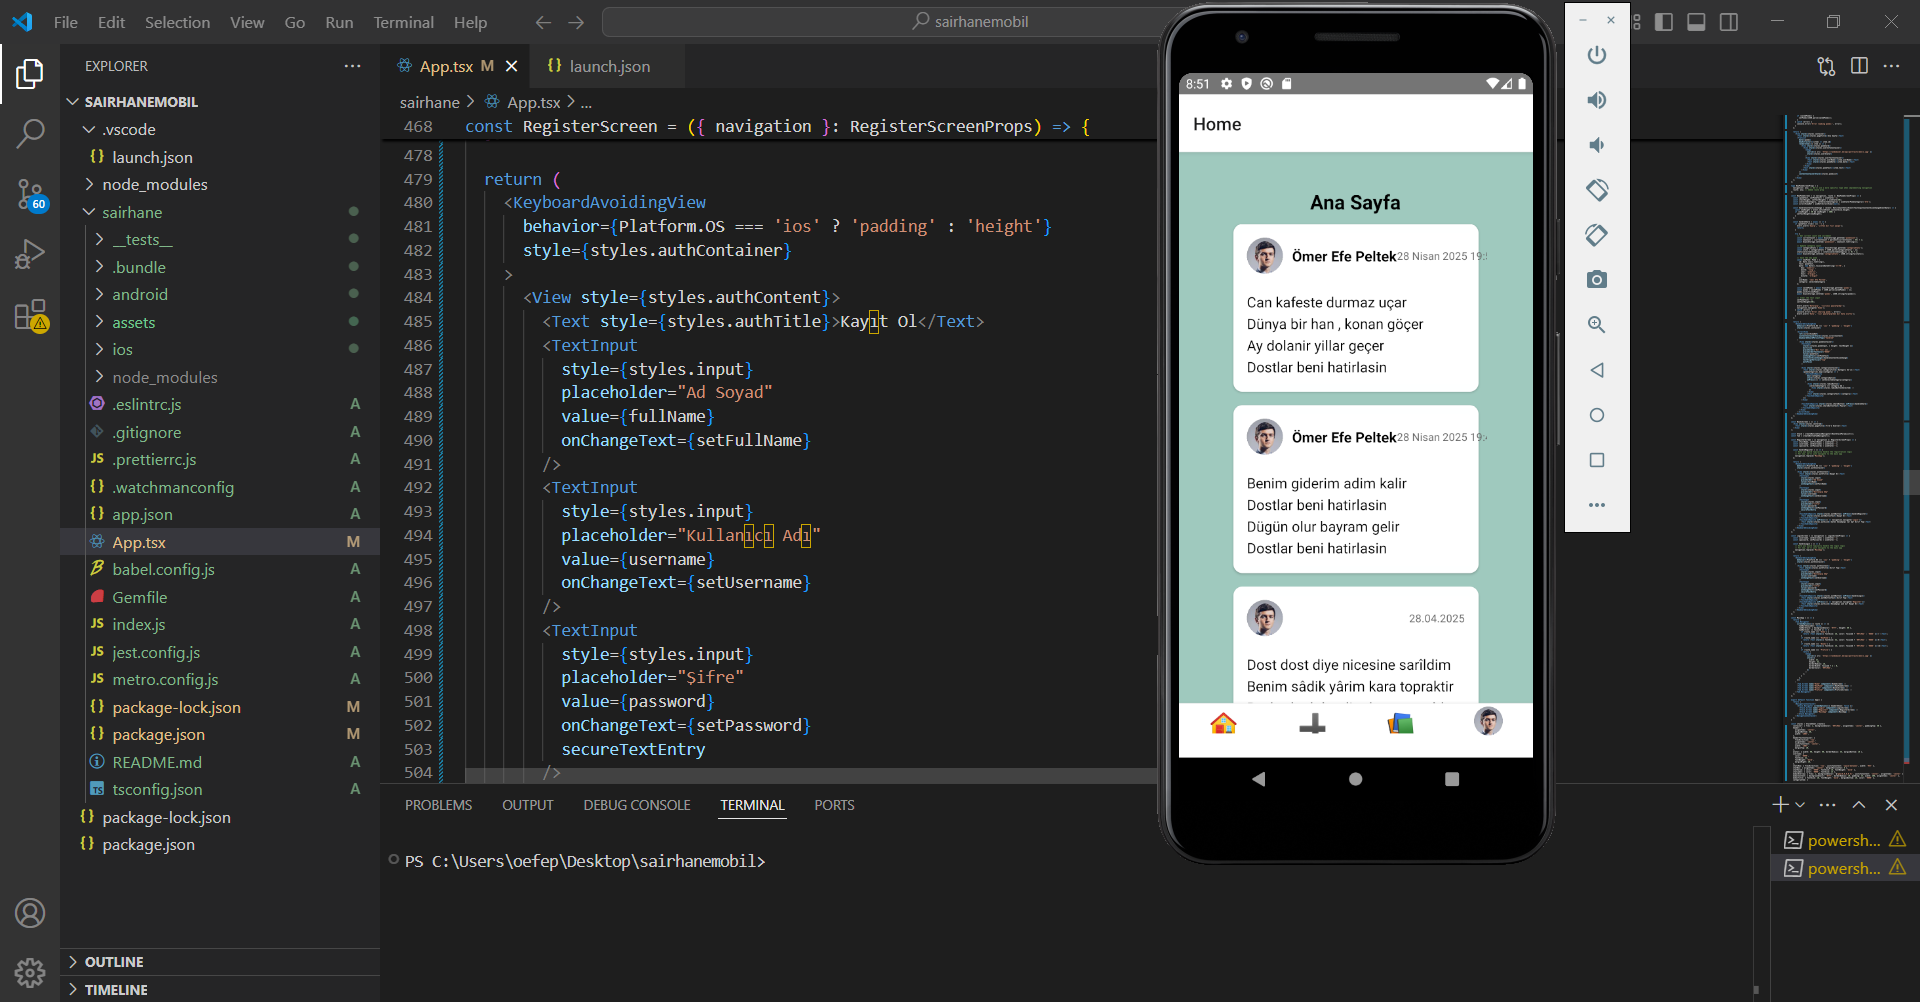 File Edit Selection View Go Run Terminal Help
sairhanemobil
EXPLORER
SAIRHANEMOBIL
.vscode
launch.json
node_modules
sairhane
__tests__
.bundle
android
assets
ios
node_modules
.eslintrc.js A
.gitignore A
.prettierrc.js A
.watchmanconfig A
app.json A
App.tsx M
babel.config.js A
Gemfile A
index.js A
jest.config.js A
metro.config.js A
package-lock.json M
package.json M
README.md A
tsconfig.json A
package-lock.json
package.json
OUTLINE
TIMELINE
60
App.tsx M
launch.json
sairhane > App.tsx > ...
468 const RegisterScreen = ({ navigation }: RegisterScreenProps) => {
478
479 return (
480 <KeyboardAvoidingView
481 behavior={Platform.OS === 'ios' ? 'padding' : 'height'}
482 style={styles.authContainer}
483 >
484 <View style={styles.authContent}>
485 <Text style={styles.authTitle}>Kayıt Ol</Text>
486 <TextInput
487 style={styles.input}
488 placeholder="Ad Soyad"
489 value={fullName}
490 onChangeText={setFullName}
491 />
492 <TextInput
493 style={styles.input}
494 placeholder="Kullanıcı Adı"
495 value={username}
496 onChangeText={setUsername}
497 />
498 <TextInput
499 style={styles.input}
500 placeholder="Şifre"
501 value={password}
502 onChangeText={setPassword}
503 secureTextEntry
504 />
PROBLEMS OUTPUT DEBUG CONSOLE TERMINAL PORTS
PS C:\Users\oefep\Desktop\sairhanemobil>
powersh...
powersh...
8:51
Home
Ana Sayfa
Ömer Efe Peltek 28 Nisan 2025 19:
Can kafeste durmaz uçar
Dünya bir han , konan göçer
Ay dolanir yillar geçer
Dostlar beni hatirlasin
Ömer Efe Peltek 28 Nisan 2025 19:
Benim giderim adim kalir
Dostlar beni hatirlasin
Dügün olur bayram gelir
Dostlar beni hatirlasin
28.04.2025
Dost dost diye nicesine sarildim
Benim sâdik yârim kara topraktir